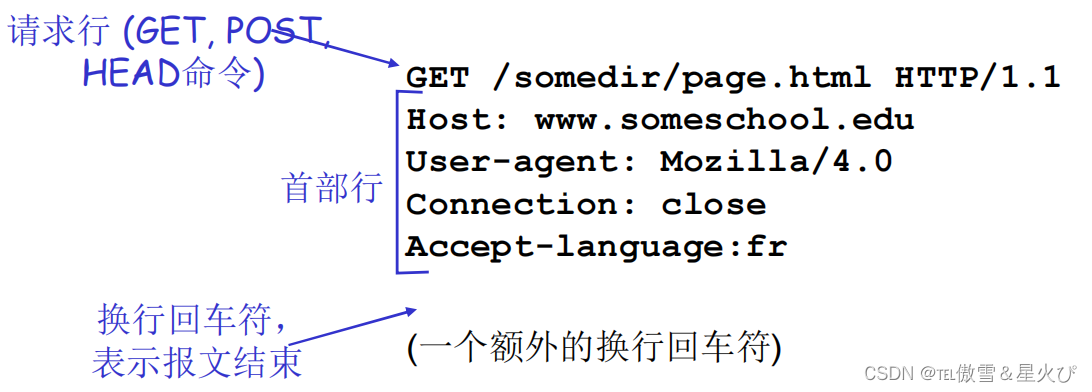 请求行 (GET, POST,
HEAD命令)
GET /somedir/page.html HTTP/1.1
Host: www.someschool.edu
User-agent: Mozilla/4.0
首部行
Connection: close
Accept-language:fr
换行回车符，
表示报文结束
(一个额外的换行回车符)
CSDN @℡傲雪＆星火ぴ